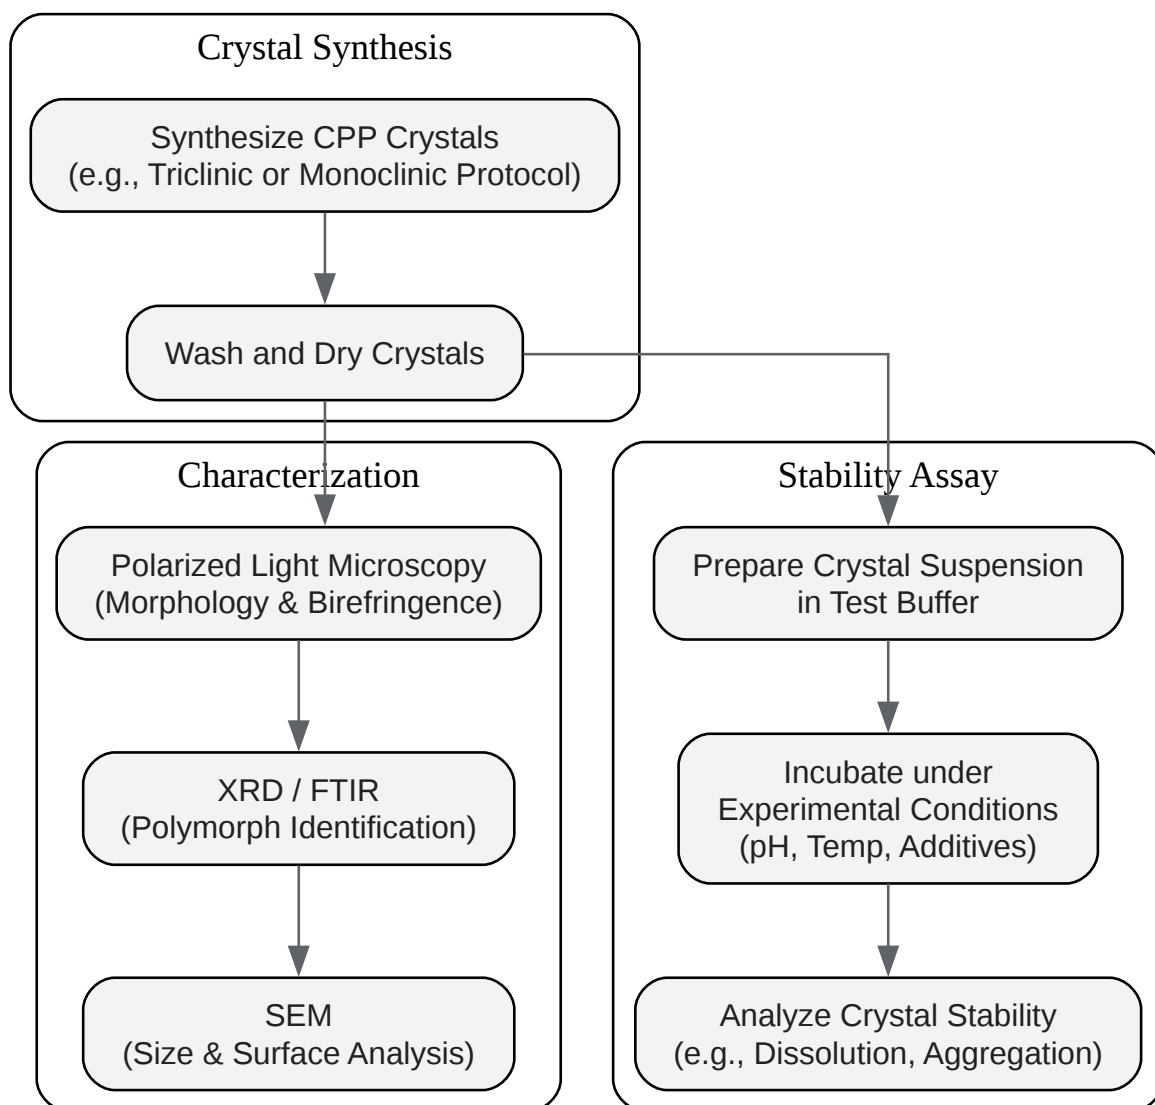 Crystal Synthesis
Synthesize CPP Crystals
(e.g., Triclinic or Monoclinic Protocol)
Wash and Dry Crystals
Characterization
Polarized Light Microscopy
(Morphology & Birefringence)
XRD / FTIR
(Polymorph Identification)
SEM
(Size & Surface Analysis)
Stability Assay
Prepare Crystal Suspension
in Test Buffer
Incubate under
Experimental Conditions
(pH, Temp, Additives)
Analyze Crystal Stability
(e.g., Dissolution, Aggregation)